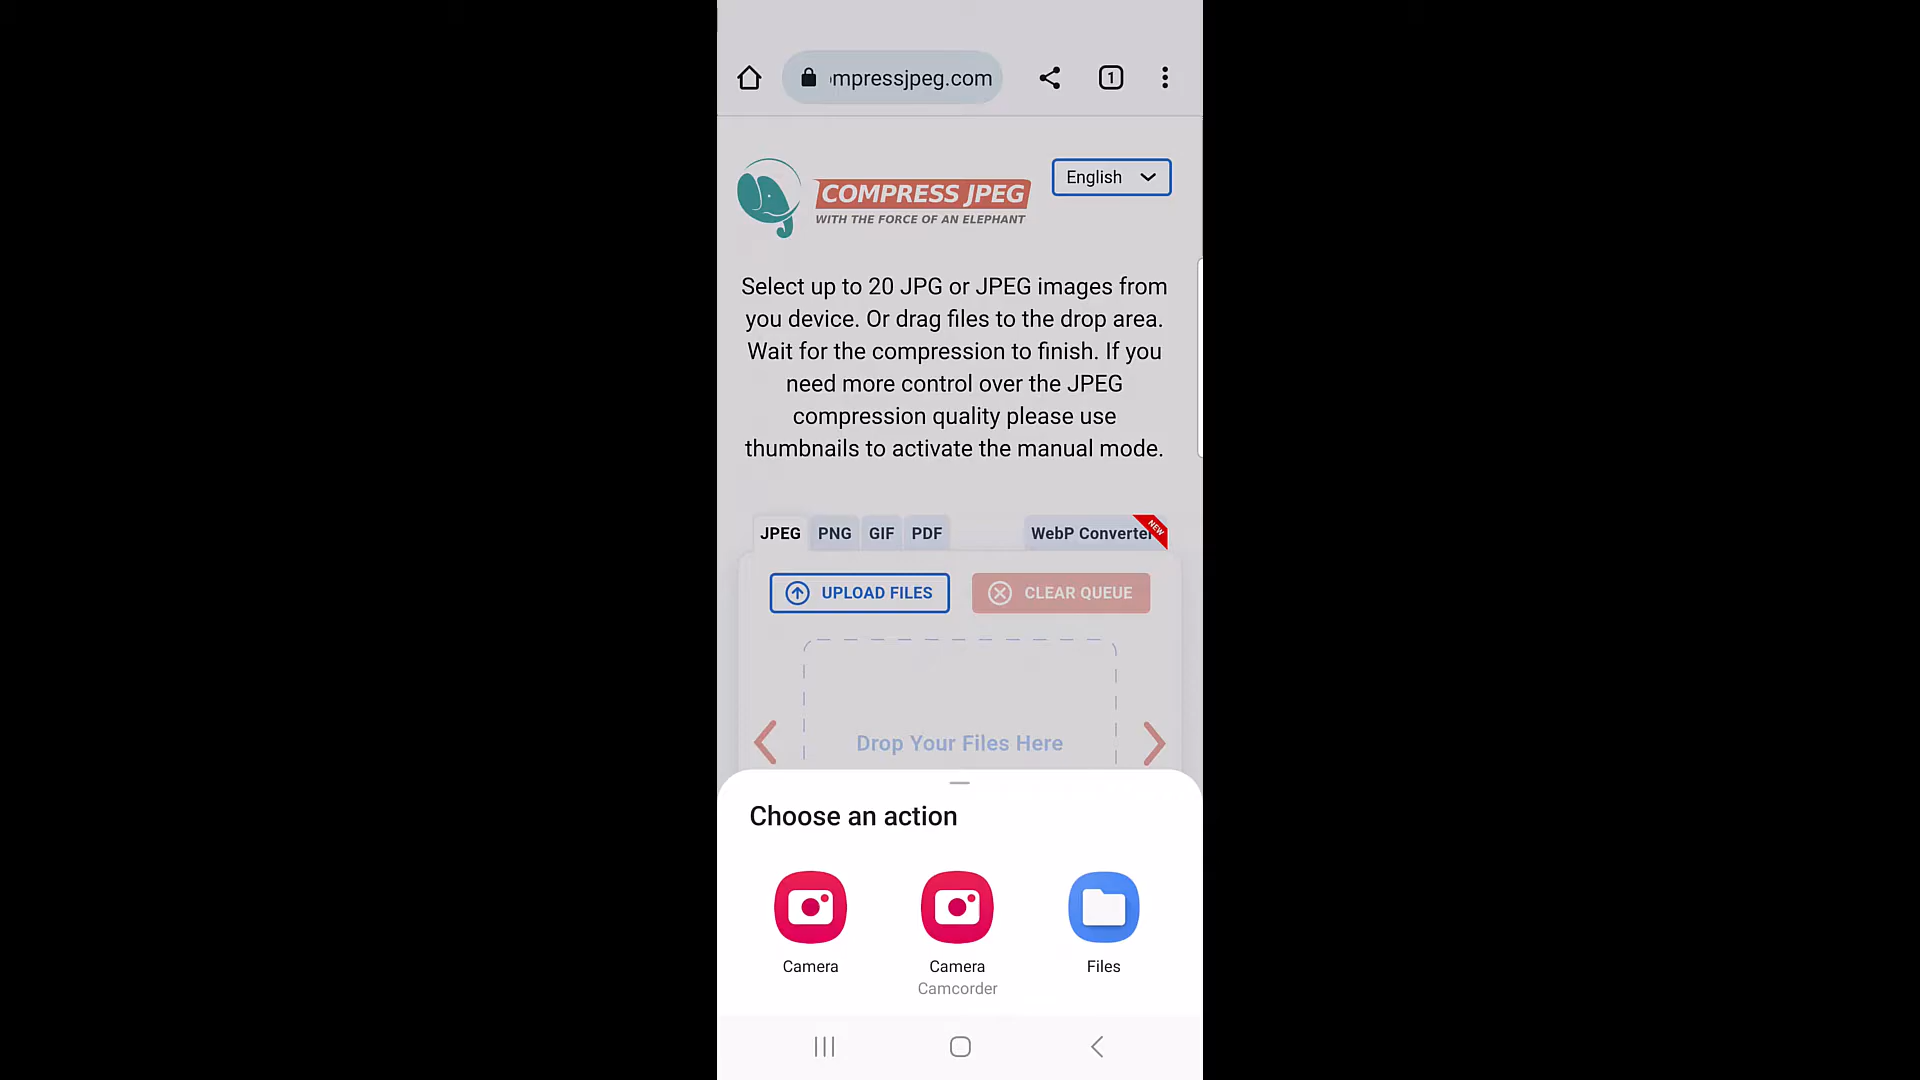 mpressjpeg.com
1
COMPRESS JPEG
WITH THE FORCE OF AN ELEPHANT
English
Select up to 20 JPG or JPEG images from
you device. Or drag files to the drop area.
Wait for the compression to finish. If you
need more control over the JPEG
compression quality please use
thumbnails to activate the manual mode.
JPEG PNG GIF PDF WebP Converter NEW
UPLOAD FILES CLEAR QUEUE
Drop Your Files Here
Choose an action
Camera Camera Files
Camcorder